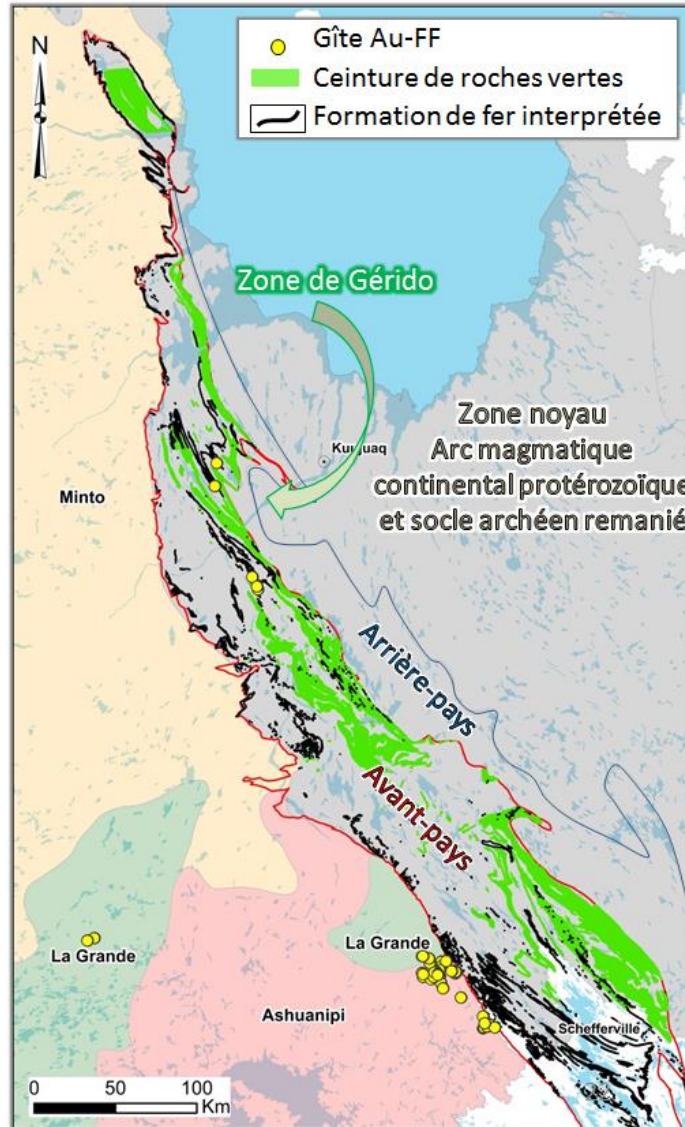 N
Gîte Au-FF
Ceinture de roches vertes
Formation de fer interprétée
Zone de Gérido
Zone noyau
Arc magmatique
continental protérozoïque
et socle archéen remanié
Minto
Arrière-pays
Avant-pays
La Grande
La Grande
Ashuanipi
Schefferville
0 50 100
Km